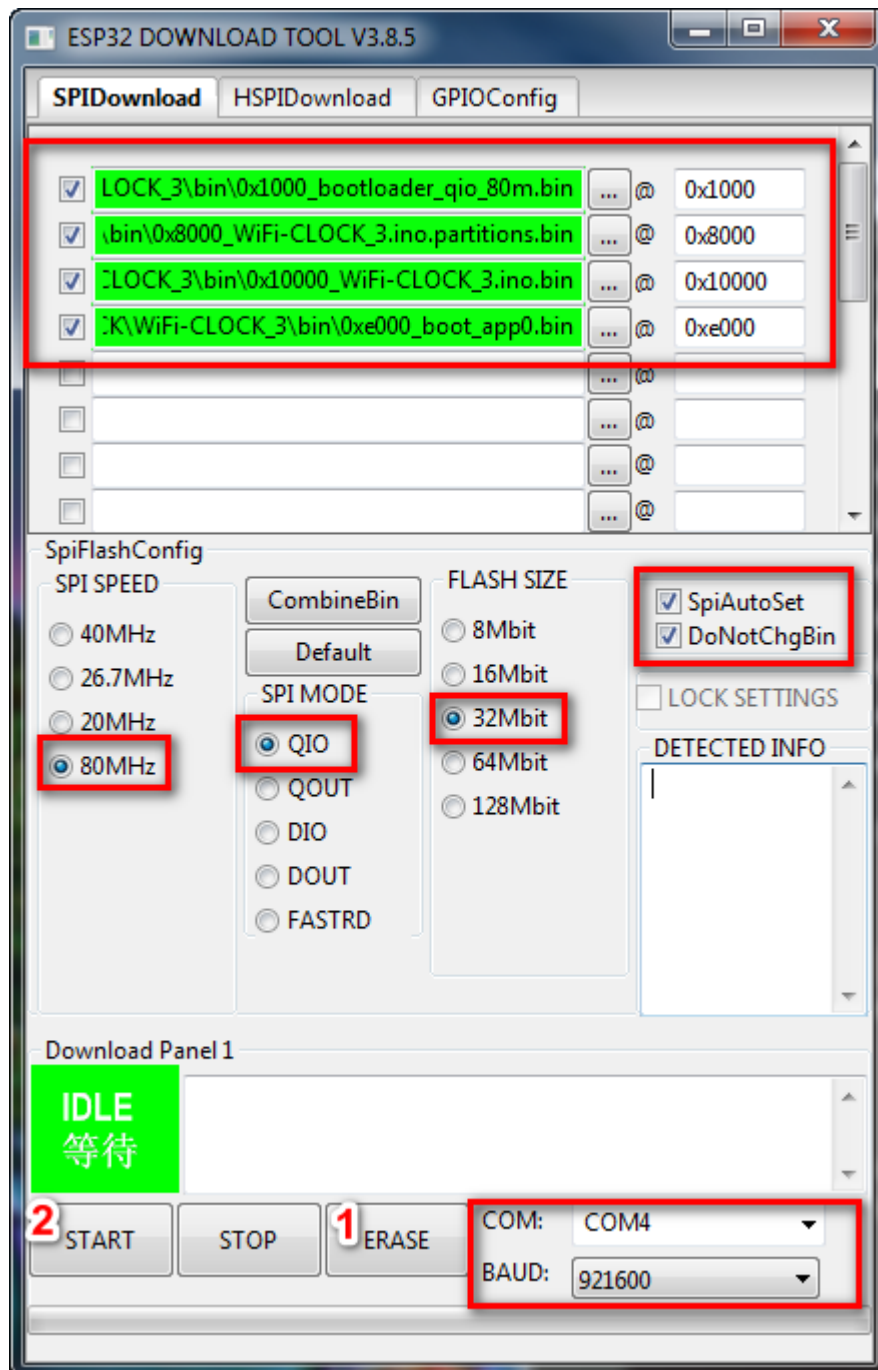 ESP32 DOWNLOAD TOOL V3.8.5
SPIDownload HSPIDownload GPIOConfig
LOCK_3\bin\0x1000_bootloader_qio_80m.bin ... @ 0x1000
\bin\0x8000_WiFi-CLOCK_3.ino.partitions.bin ... @ 0x8000
CLOCK_3\bin\0x10000_WiFi-CLOCK_3.ino.bin ... @ 0x10000
CK\WiFi-CLOCK_3\bin\0xe000_boot_app0.bin ... @ 0xe000
... @
... @
... @
... @
SpiFlashConfig
SPI SPEED
40MHz
26.7MHz
20MHz
80MHz
CombineBin
Default
SPI MODE
QIO
QOUT
DIO
DOUT
FASTRD
FLASH SIZE
8Mbit
16Mbit
32Mbit
64Mbit
128Mbit
SpiAutoSet
DoNotChgBin
LOCK SETTINGS
DETECTED INFO
Download Panel 1
IDLE
等待
2 START STOP 1 ERASE
COM: COM4
BAUD: 921600